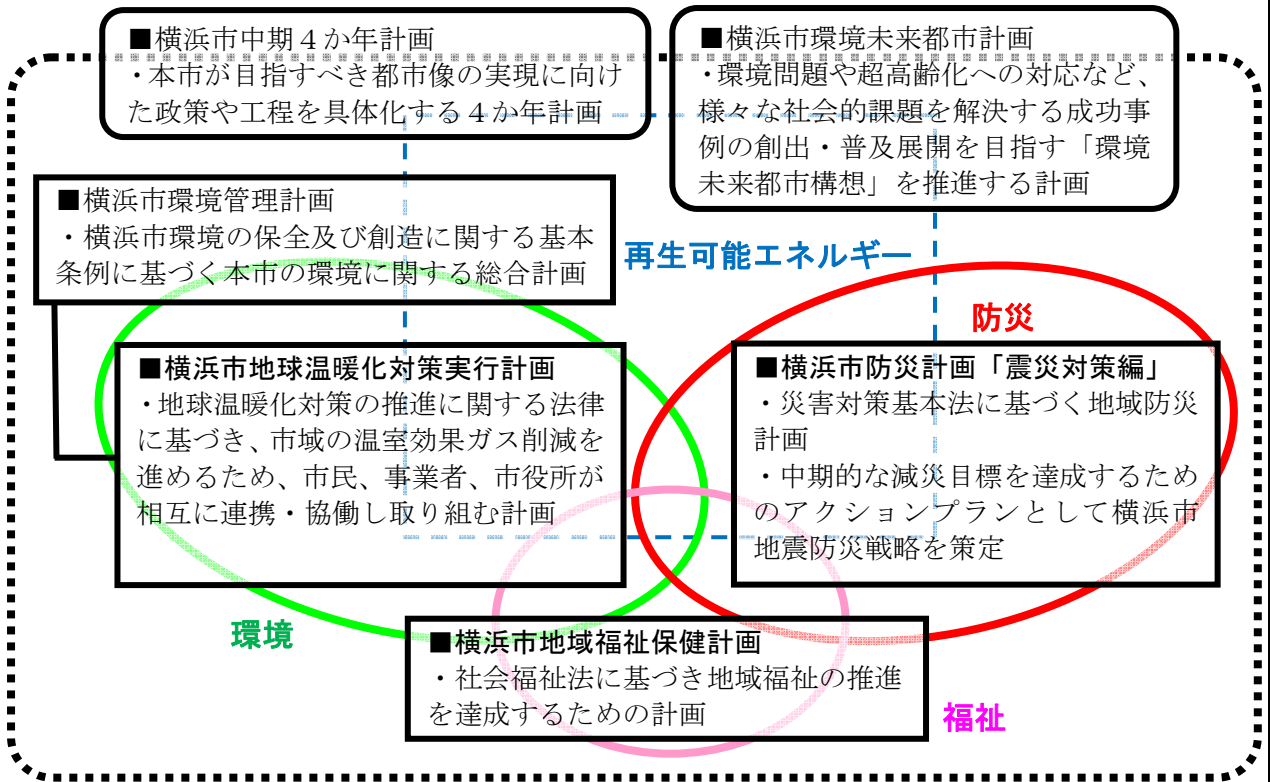 ■横浜市中期４か年計画
・本市が目指すべき都市像の実現に向け
た政策や工程を具体化する４か年計画
■横浜市環境未来都市計画
・環境問題や超高齢化への対応など、
様々な社会的課題を解決する成功事
例の創出・普及展開を目指す「環境
未来都市構想」を推進する計画
■横浜市環境管理計画
・横浜市環境の保全及び創造に関する基本
条例に基づく本市の環境に関する総合計画
再生可能エネルギー
防災
■横浜市地球温暖化対策実行計画
・地球温暖化対策の推進に関する法律
に基づき、市域の温室効果ガス削減を
進めるため、市民、事業者、市役所が
相互に連携・協働し取り組む計画
■横浜市防災計画「震災対策編」
・災害対策基本法に基づく地域防災
計画
・中期的な減災目標を達成するため
のアクションプランとして横浜市
地震防災戦略を策定
環境
■横浜市地域福祉保健計画
・社会福祉法に基づき地域福祉の推進
を達成するための計画
福祉